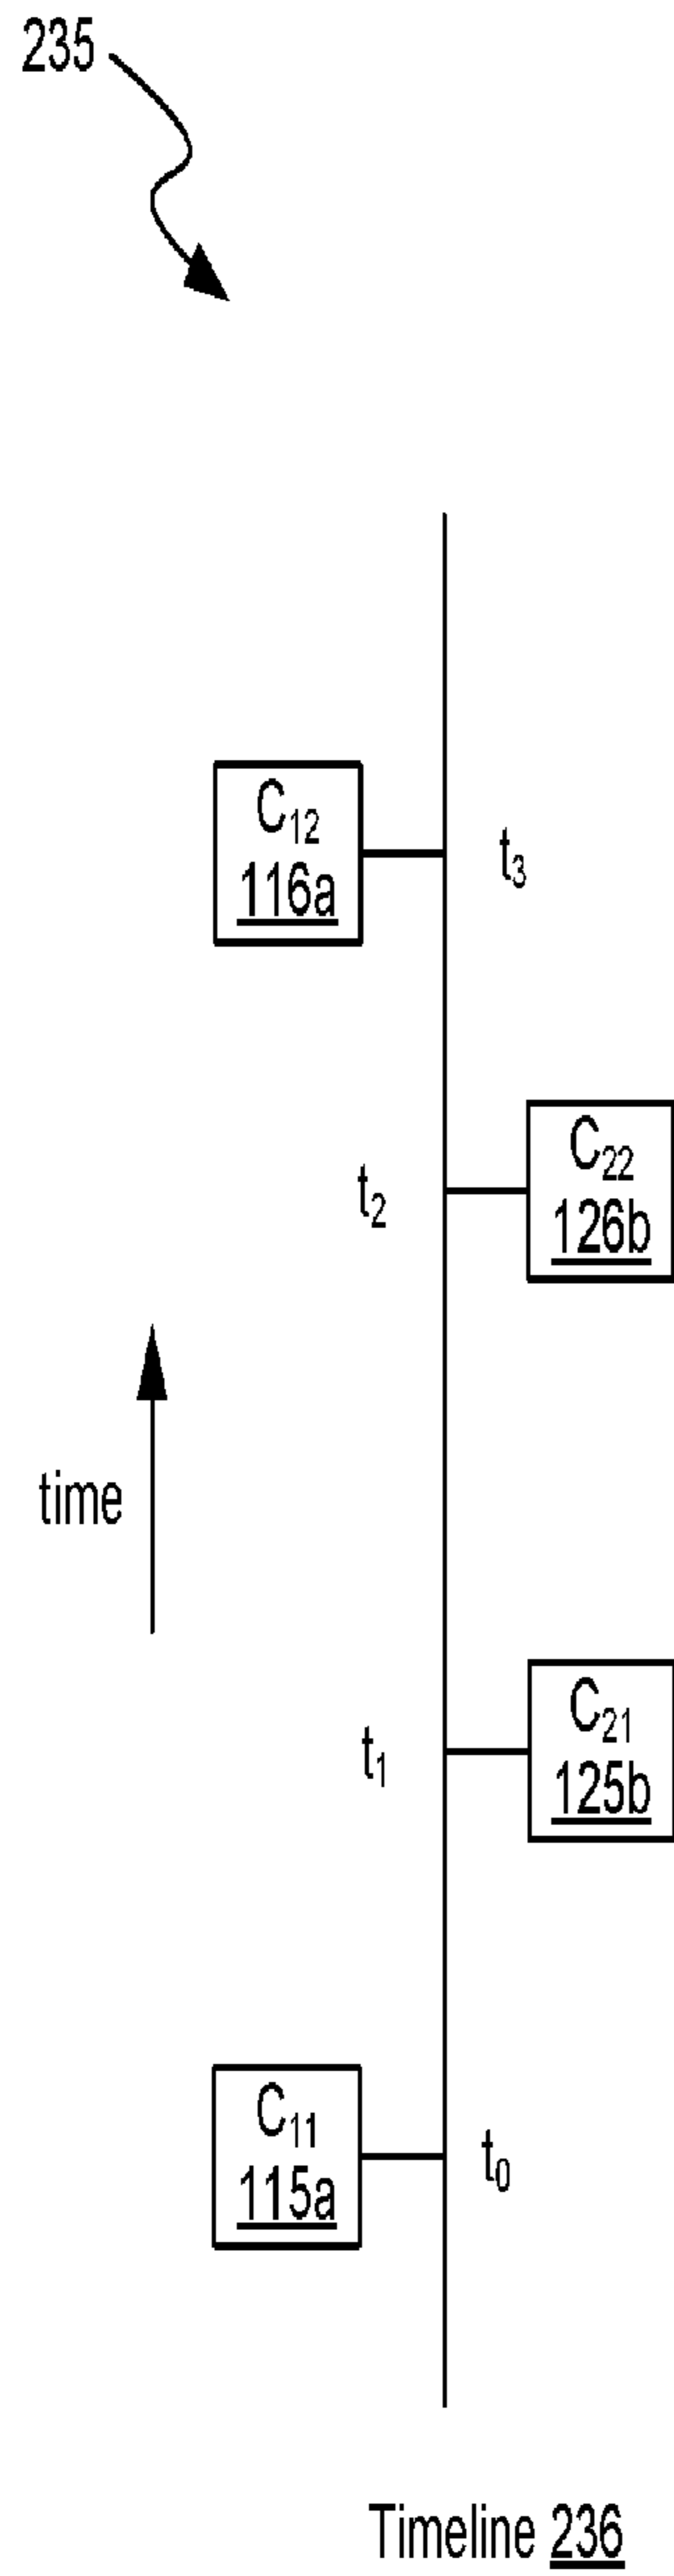 235
C₁₂
116a
t₃
C₂₂
t₂
126b
time
C₂₁
t₁
125b
C₁₁
115a
t₀
Timeline 236